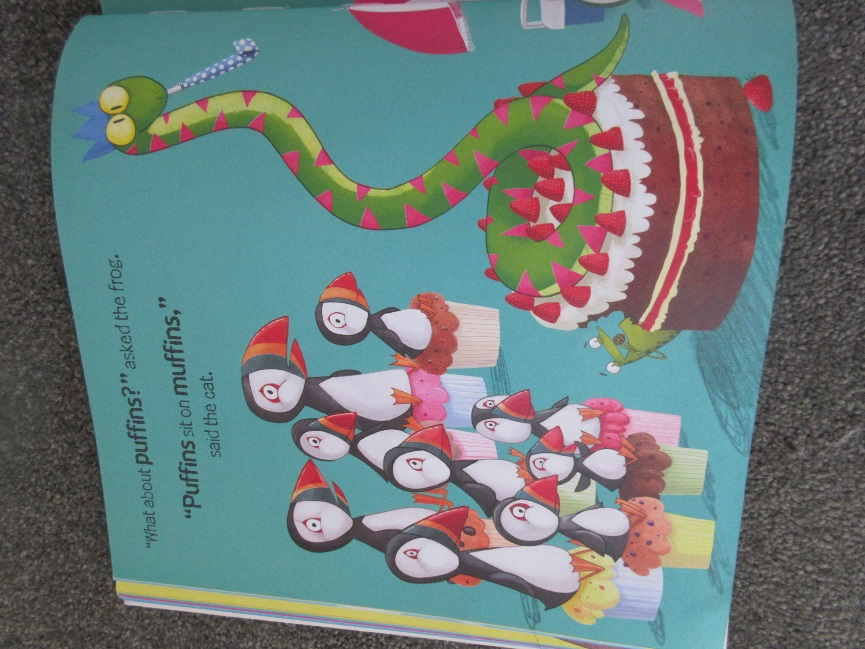 “What about puffins?” asked the frog.
“Puffins sit on muffins,”
said the cat.